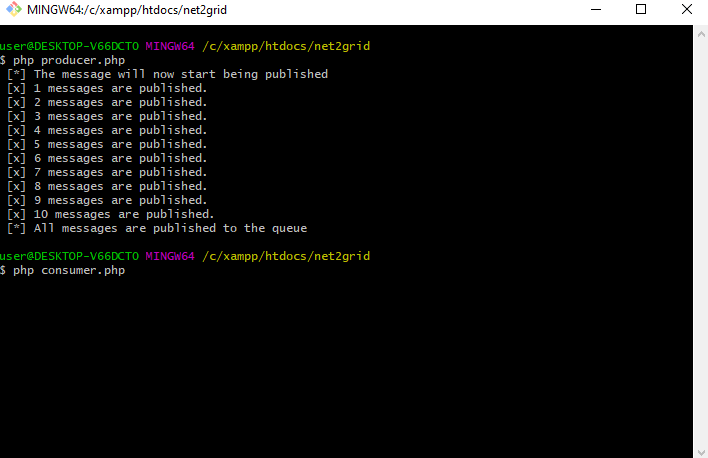 MINGW64:/c/xampp/htdocs/net2grid
user@DESKTOP-V66DCTO MINGW64 /c/xampp/htdocs/net2grid
$ php producer.php
[*] The message will now start being published
[x] 1 messages are published.
[x] 2 messages are published.
[x] 3 messages are published.
[x] 4 messages are published.
[x] 5 messages are published.
[x] 6 messages are published.
[x] 7 messages are published.
[x] 8 messages are published.
[x] 9 messages are published.
[x] 10 messages are published.
[*] All messages are published to the queue
user@DESKTOP-V66DCTO MINGW64 /c/xampp/htdocs/net2grid
$ php consumer.php